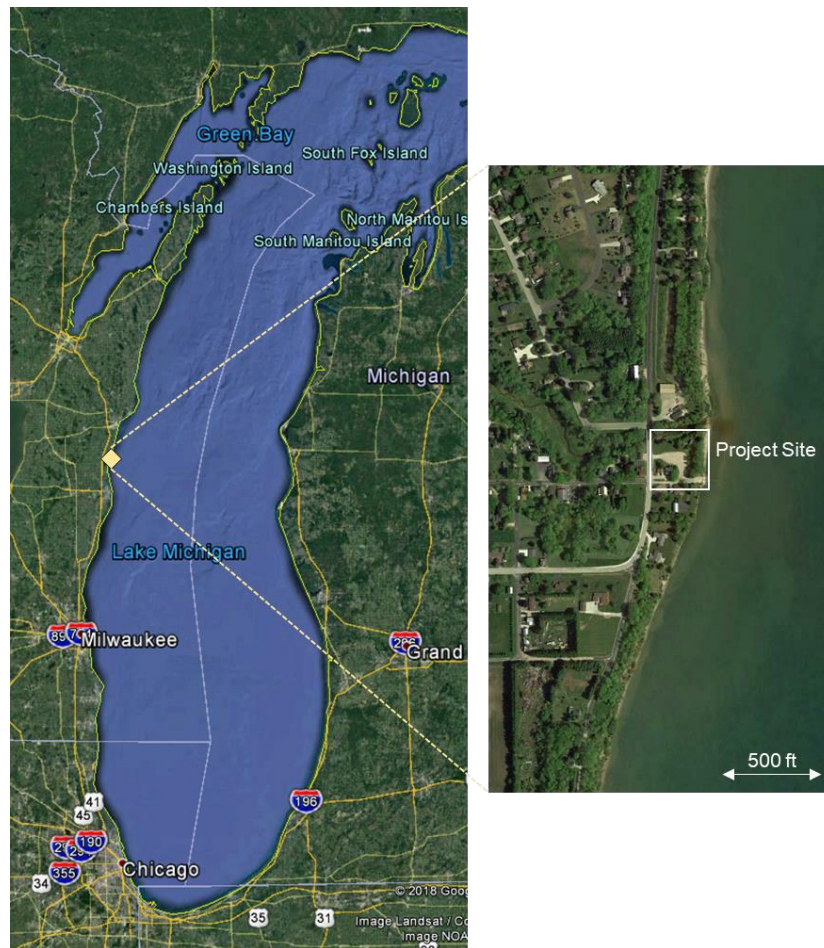 Green Bay
Washington Island
South Fox Island
Chambers Island
North Manitou Is
South Manitou Island
Michigan
Project Site
Lake Michigan
Milwaukee
Grand
500 ft
196
41
45
190
Chicago
355
34
© 2018 Goog
35
31
Image Landsat / Co
Image NOA